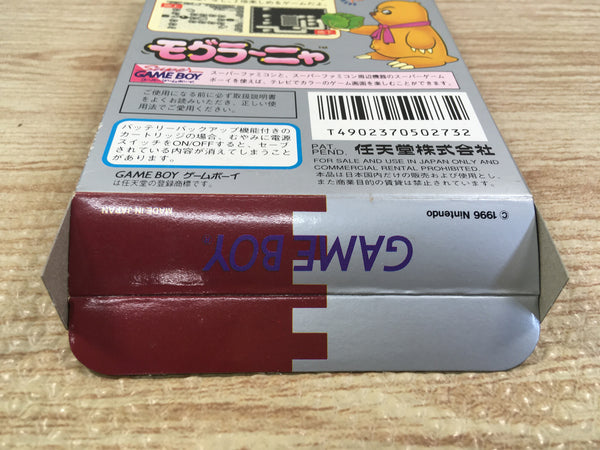 モグラ〜ニャ
TM
Super
GAME BOY
スーパーファミコンと、スーパーファミコン周辺機器のスーパーゲーム
ボーイを使えば、テレビでカラーのゲーム画面を楽しむことができます。
ご使用になる前に必ず取扱説明書
をよくお読みいただき、正しい使
用法でご愛用ください。
バッテリーバックアップ機能付きの
カートリッジの場合、むやみに電源
スイッチをON/OFFすると、セーブ
されている内容が消えてしまうこと
があります。
GAME BOY ゲームボーイ
は任天堂の登録商標です。
T4902370502732
PAT.
PEND.
任天堂株式会社
FOR SALE AND USE IN JAPAN ONLY AND
COMMERCIAL RENTAL PROHIBITED.
本品は日本国内だけの販売および使用とし、
また商業目的の賃貸は禁止されています。
MADE IN JAPAN
© 1996 Nintendo
GAME BOY